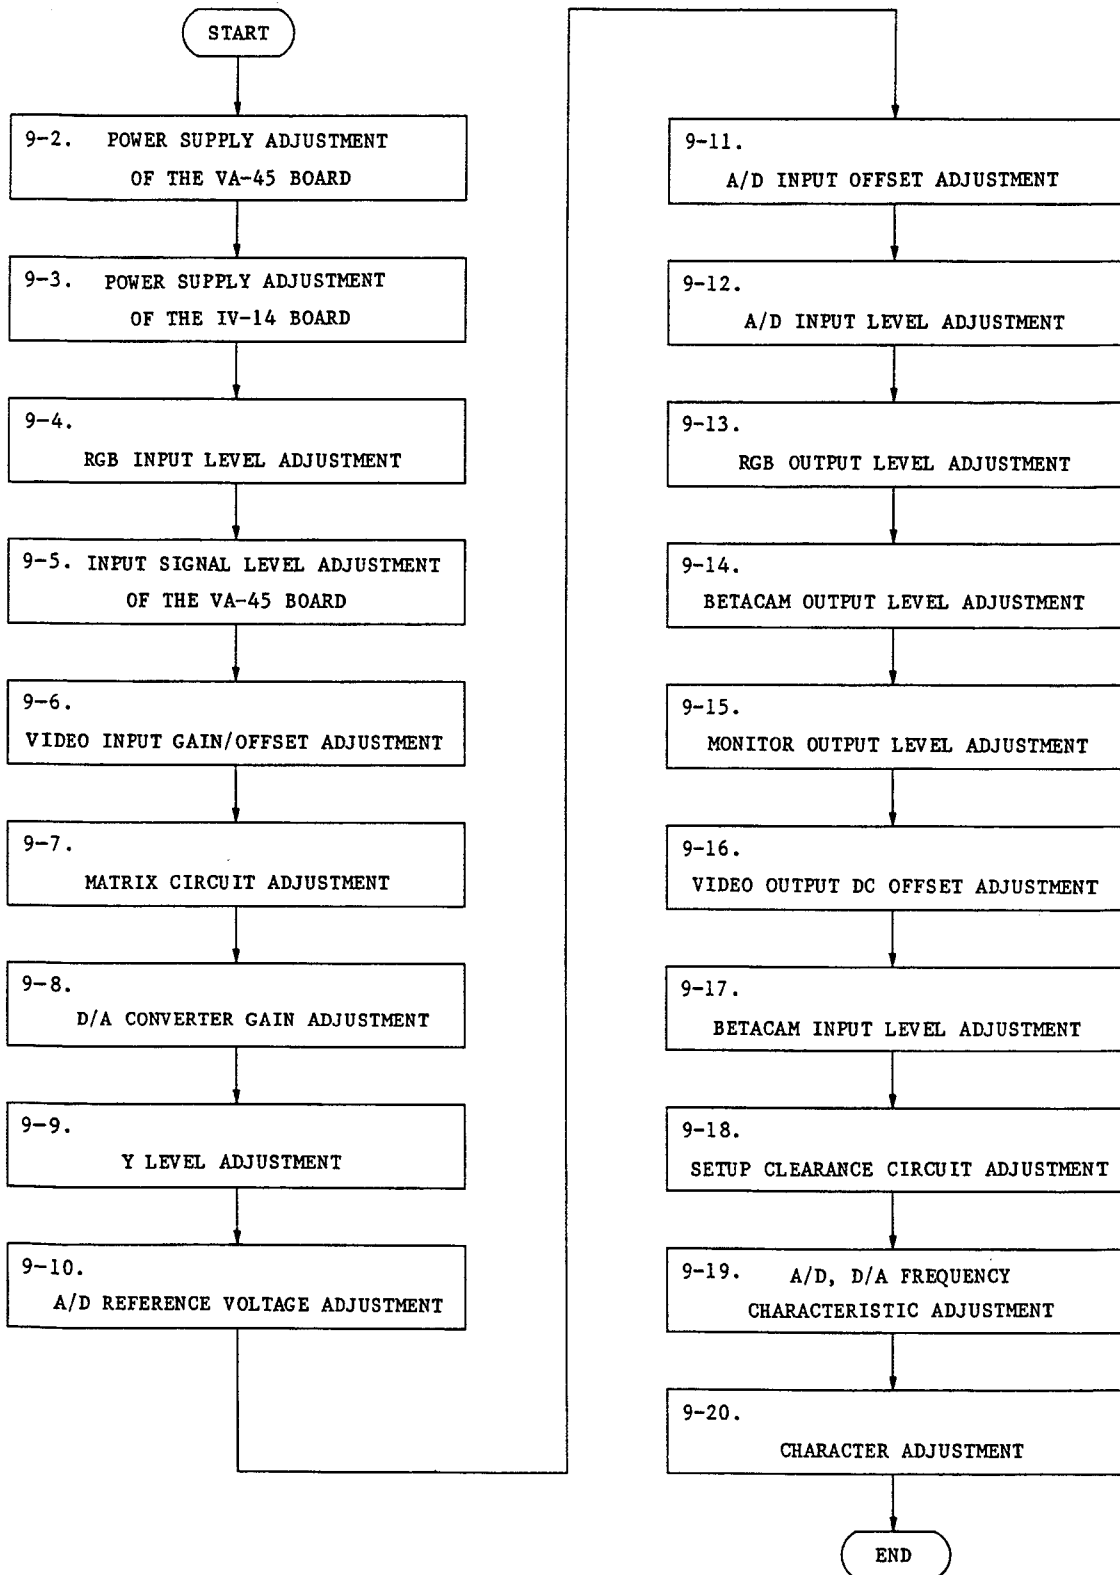 START
9-2. POWER SUPPLY ADJUSTMENT
OF THE VA-45 BOARD
9-3. POWER SUPPLY ADJUSTMENT
OF THE IV-14 BOARD
9-4.
RGB INPUT LEVEL ADJUSTMENT
9-5. INPUT SIGNAL LEVEL ADJUSTMENT
OF THE VA-45 BOARD
9-6.
VIDEO INPUT GAIN/OFFSET ADJUSTMENT
9-7.
MATRIX CIRCUIT ADJUSTMENT
9-8.
D/A CONVERTER GAIN ADJUSTMENT
9-9.
Y LEVEL ADJUSTMENT
9-10.
A/D REFERENCE VOLTAGE ADJUSTMENT
9-11.
A/D INPUT OFFSET ADJUSTMENT
9-12.
A/D INPUT LEVEL ADJUSTMENT
9-13.
RGB OUTPUT LEVEL ADJUSTMENT
9-14.
BETACAM OUTPUT LEVEL ADJUSTMENT
9-15.
MONITOR OUTPUT LEVEL ADJUSTMENT
9-16.
VIDEO OUTPUT DC OFFSET ADJUSTMENT
9-17.
BETACAM INPUT LEVEL ADJUSTMENT
9-18.
SETUP CLEARANCE CIRCUIT ADJUSTMENT
9-19. A/D, D/A FREQUENCY
CHARACTERISTIC ADJUSTMENT
9-20.
CHARACTER ADJUSTMENT
END